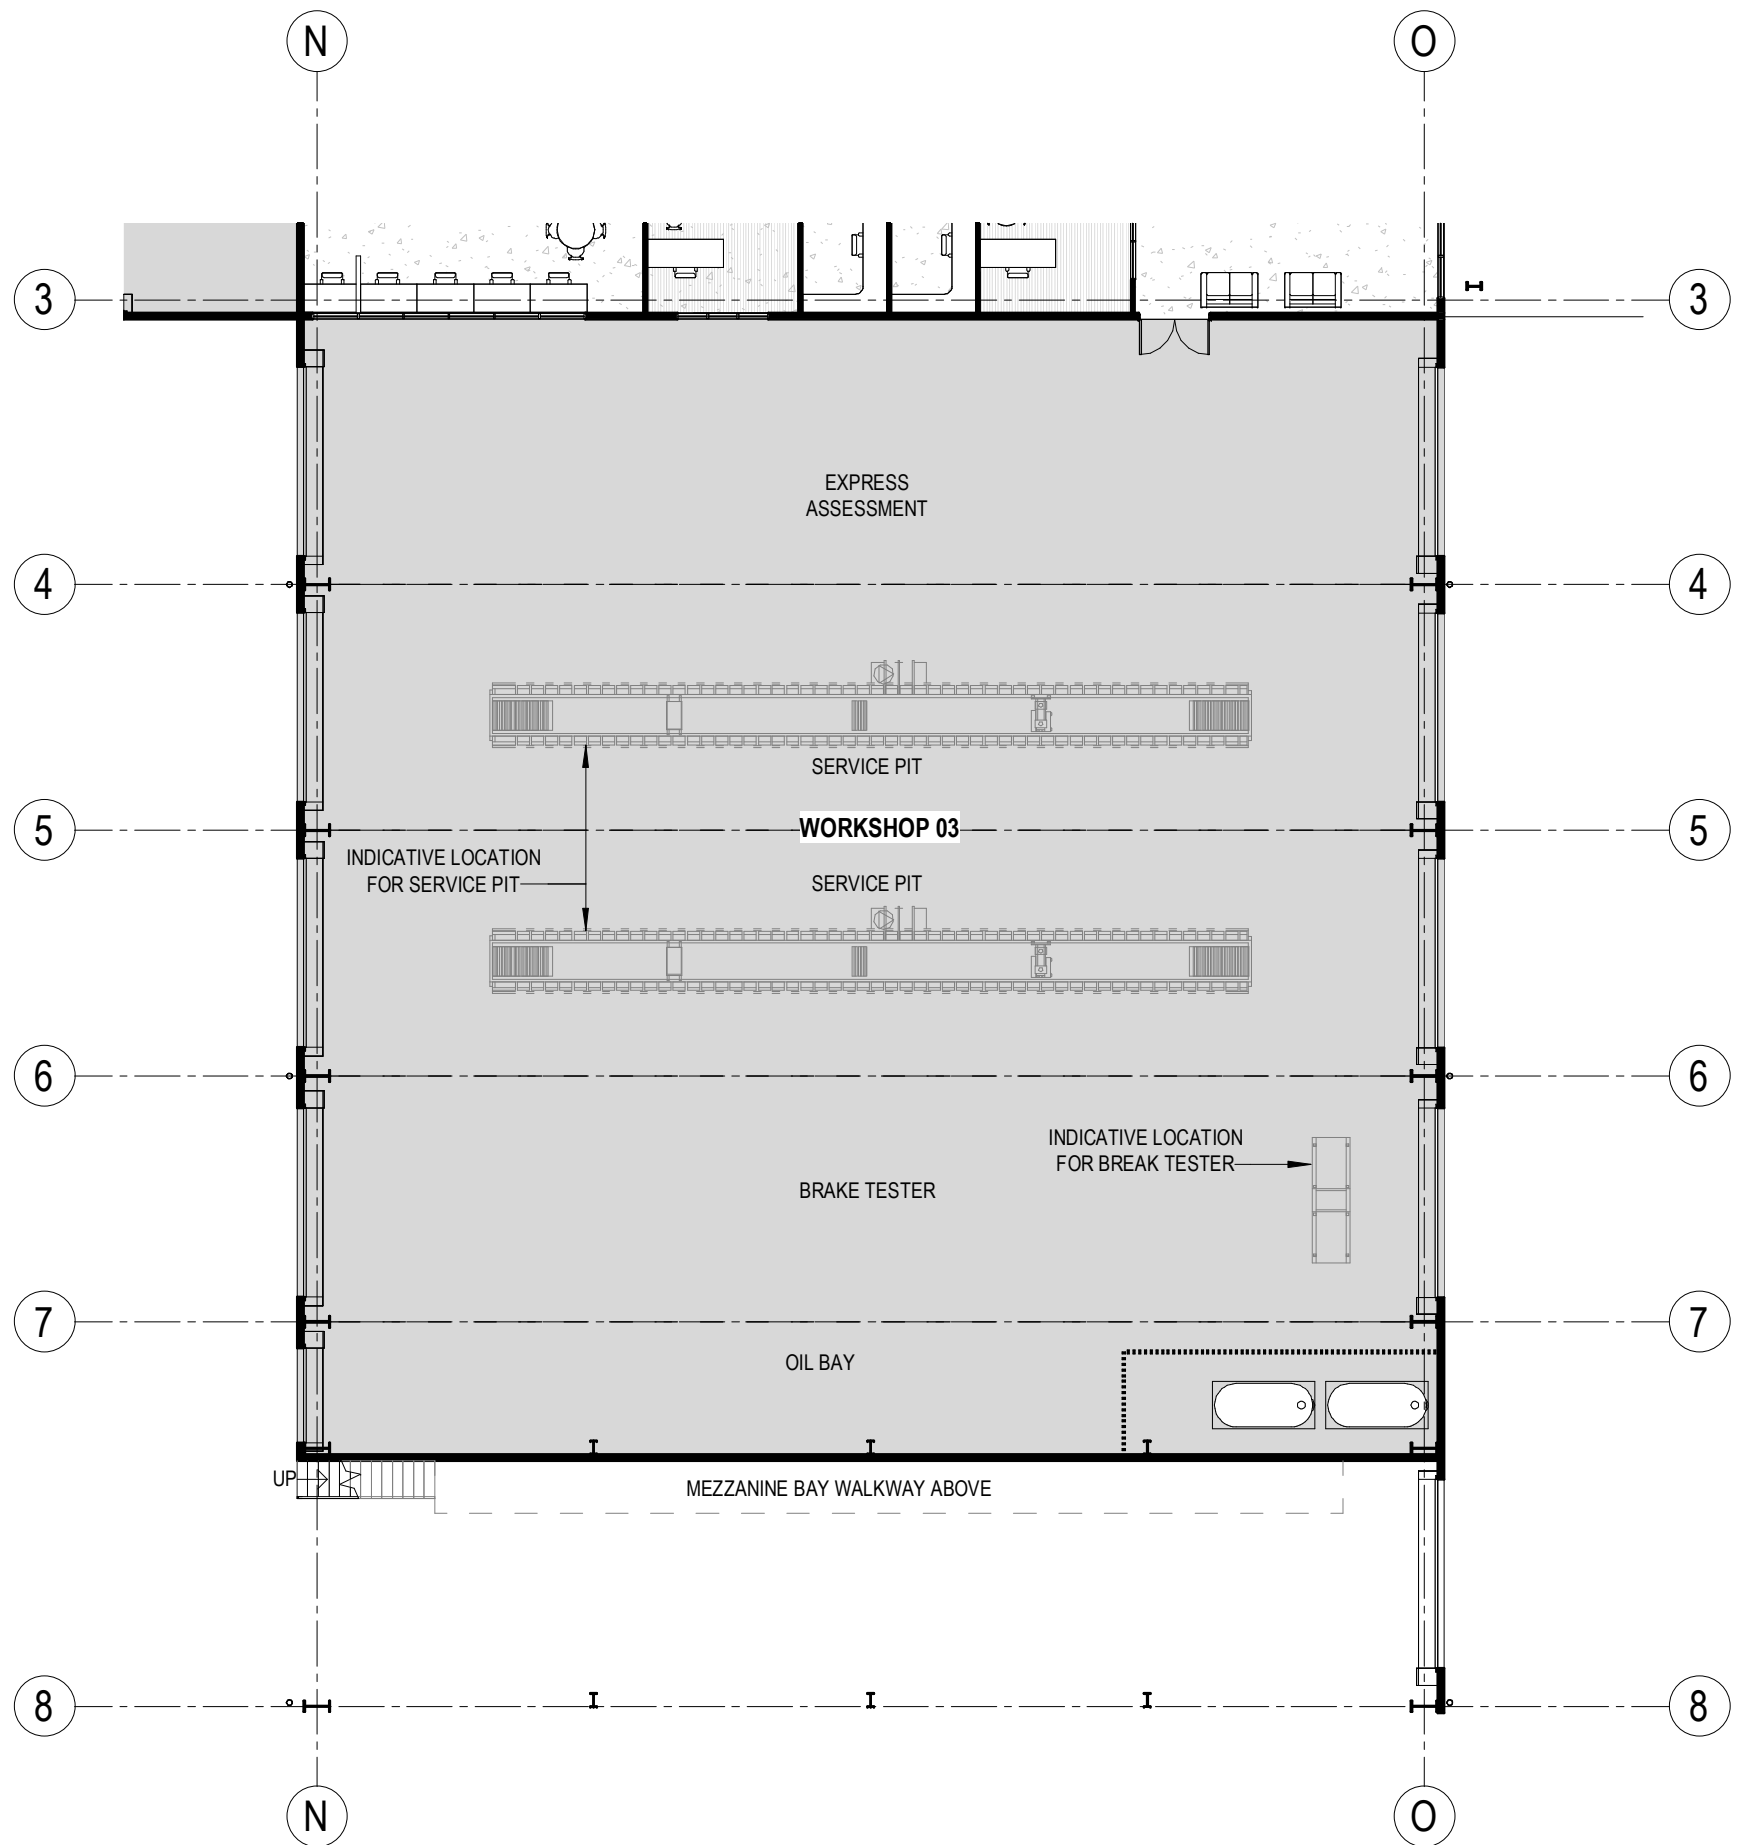 N
O
3
3
EXPRESS
ASSESSMENT
4
4
SERVICE PIT
5
WORKSHOP 03
5
INDICATIVE LOCATION
FOR SERVICE PIT
SERVICE PIT
6
6
INDICATIVE LOCATION
FOR BREAK TESTER
BRAKE TESTER
7
7
OIL BAY
UP
MEZZANINE BAY WALKWAY ABOVE
8
8
N
O